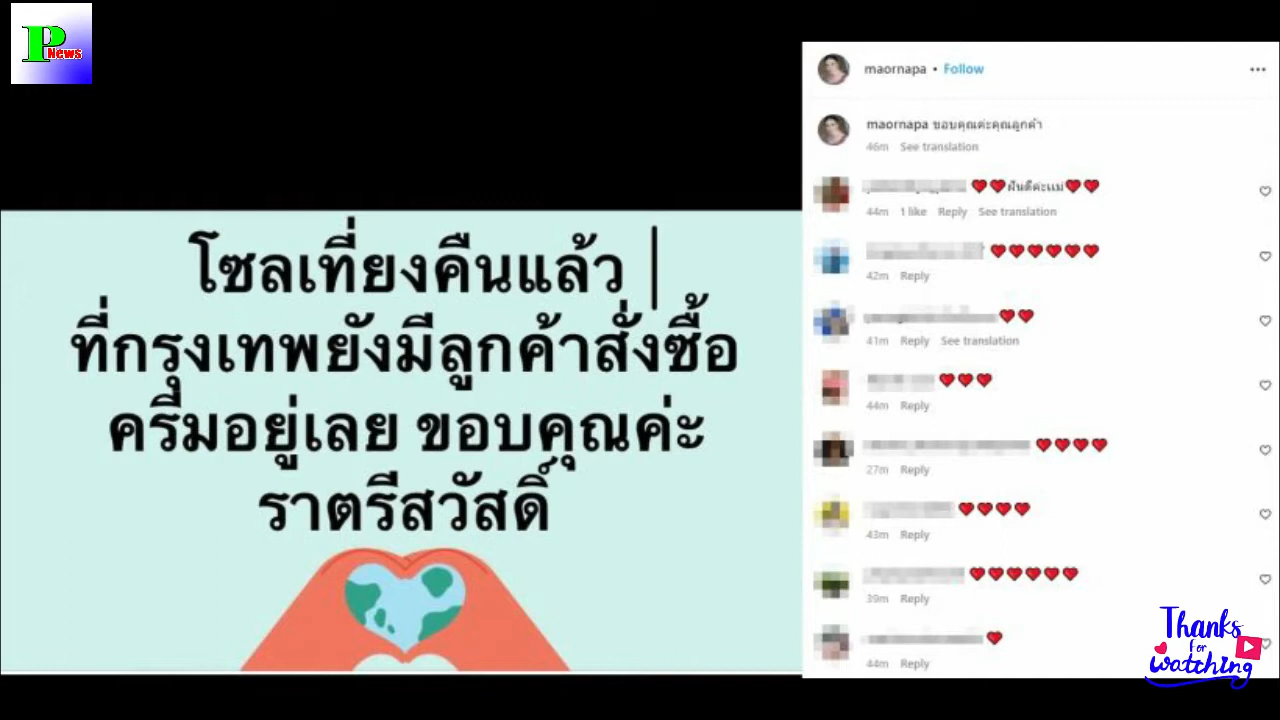 P
News
โซลเที่ยงคืนแล้ว |
ที่กรุงเทพยังมีลูกค้าสั่งซื้อ
ครีมอยู่เลย ขอบคุณค่ะ
ราตรีสวัสดิ์
maornapa • Follow
maornapa ขอบคุณค่ะคุณลูกค้า
46m See translation
❤❤ฝันดีค่ะแม่❤❤
44m 1 like Reply See translation
❤❤❤❤❤❤
42m Reply
❤❤
41m Reply See translation
❤❤❤
44m Reply
❤❤❤❤
27m Reply
❤❤❤❤
43m Reply
❤❤❤❤❤❤
39m Reply
❤
44m Reply
Thanks
for
watching